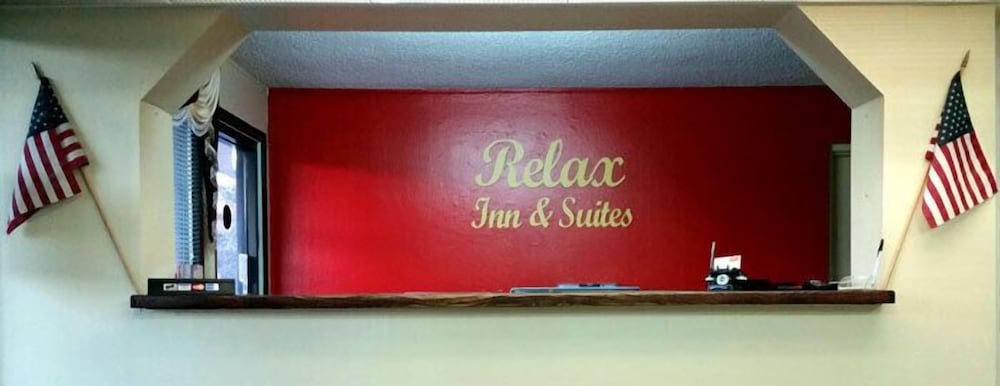 Relax
Inn & Suites